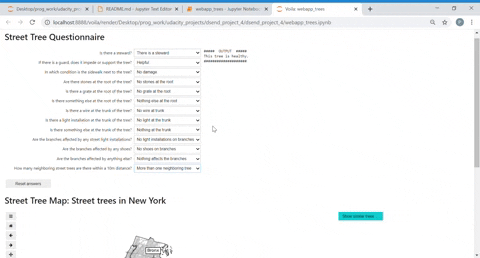 Desktop/prog_work/udacity_projec
README.md - Jupyter Text Editor
webapp_trees - Jupyter Notebook
Voila: webapp_trees
localhost:8888/voila/render/Desktop/prog_work/udacity_projects/dsend_project_4/dsend_project_4/webapp_trees.ipynb
Street Tree Questionnaire
Is there a steward? There is a steward
If there is a guard, does it impede or support the tree? Helpful
In which condition is the sidewalk next to the tree? No damage
Are there stones at the root of the tree? No stones at the root
Is there a grate at the root of the tree? No grate at the root
Is there something else at the root of the tree? Nothing else at the root
Is there a wire at the trunk of the tree? No wire at trunk
Is there a light installation at the trunk of the tree? No light at the trunk
Is there something else at the trunk of the tree? Nothing at the trunk
Are the branches affected by any street light installations? No light installations on branches
Are the branches affected by any shoes? No shoes on branches
Are the branches affected by anything else? Nothing affects the branches
How many neighboring street trees are there within a 10m distance? More than one neighboring tree
##### OUTPUT #####
This tree is healthy.
Reset answers
Street Tree Map: Street trees in New York
Show similar trees
Bronx